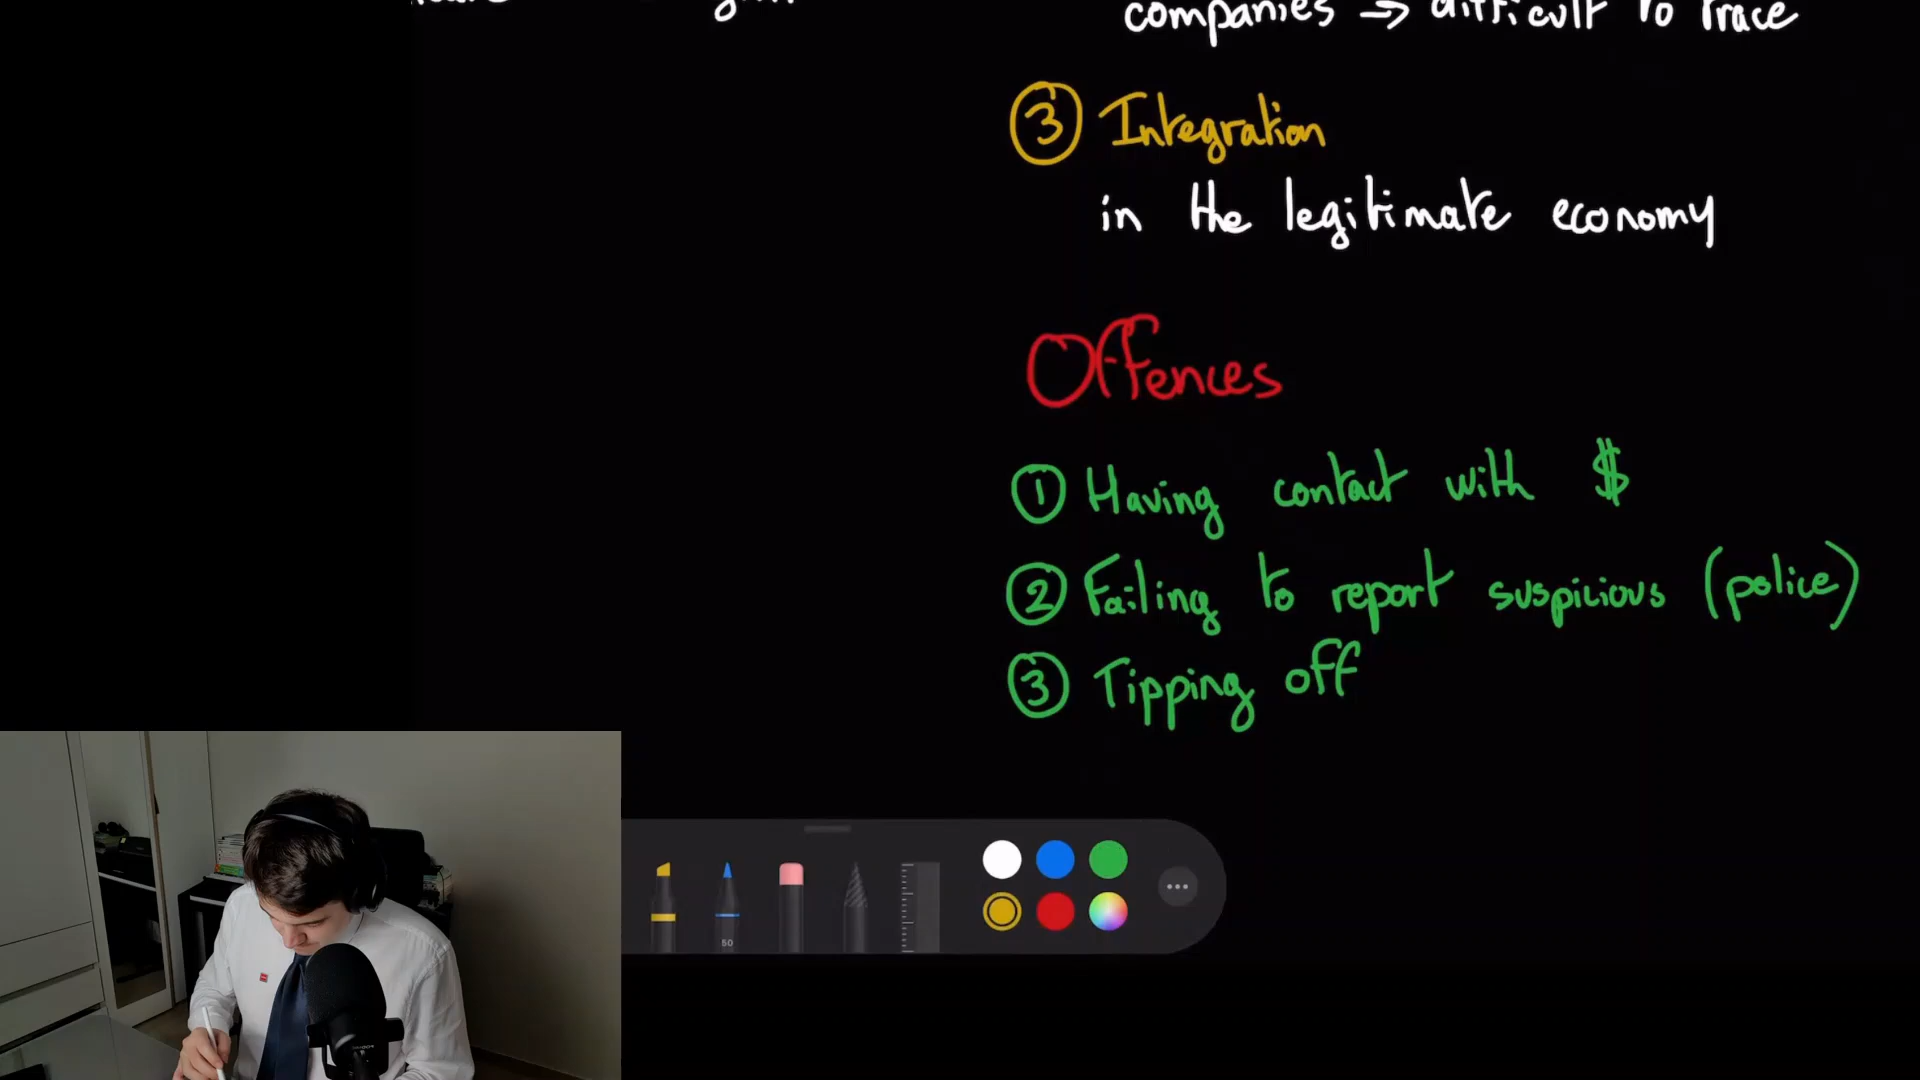 companies → difficult to trace
③ Integration
in the legitimate economy
Offences
① Having contact with $
② Failing to report suspicious (police)
③ Tipping off
50